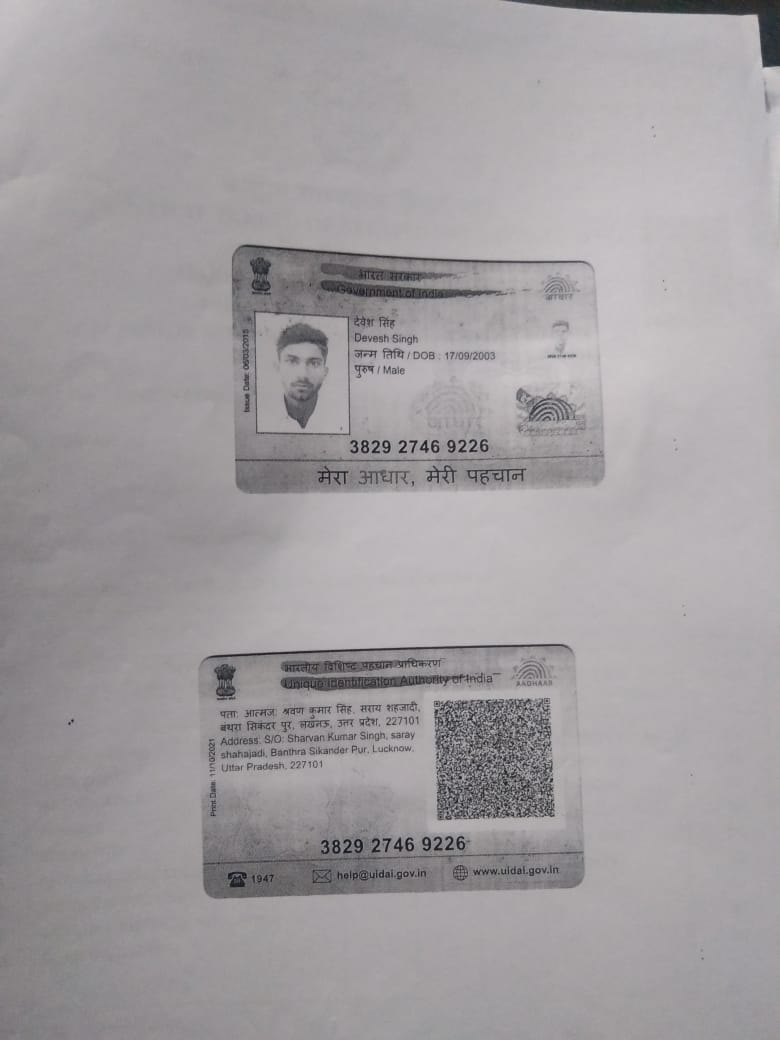 भारत सरकार
Government of India
आधार
देवेश सिंह
Devesh Singh
जन्म तिथि / DOB : 17/09/2003
पुरुष / Male
Issue Date: 06/03/2015
3829 2746 9226
मेरा आधार, मेरी पहचान
भारतीय विशिष्ट पहचान प्राधिकरण
Unique Identification Authority of India
AADHAAR
पता: आत्मज: श्रवण कुमार सिंह, सराय शहजादी,
बंथरा सिकंदर पुर, लखनऊ, उत्तर प्रदेश, 227101
Address: S/O: Sharvan Kumar Singh, saray
shahajadi, Banthra Sikander Pur, Lucknow,
Uttar Pradesh, 227101
Print Date: 11/10/2021
3829 2746 9226
1947 help@uidai.gov.in www.uidai.gov.in